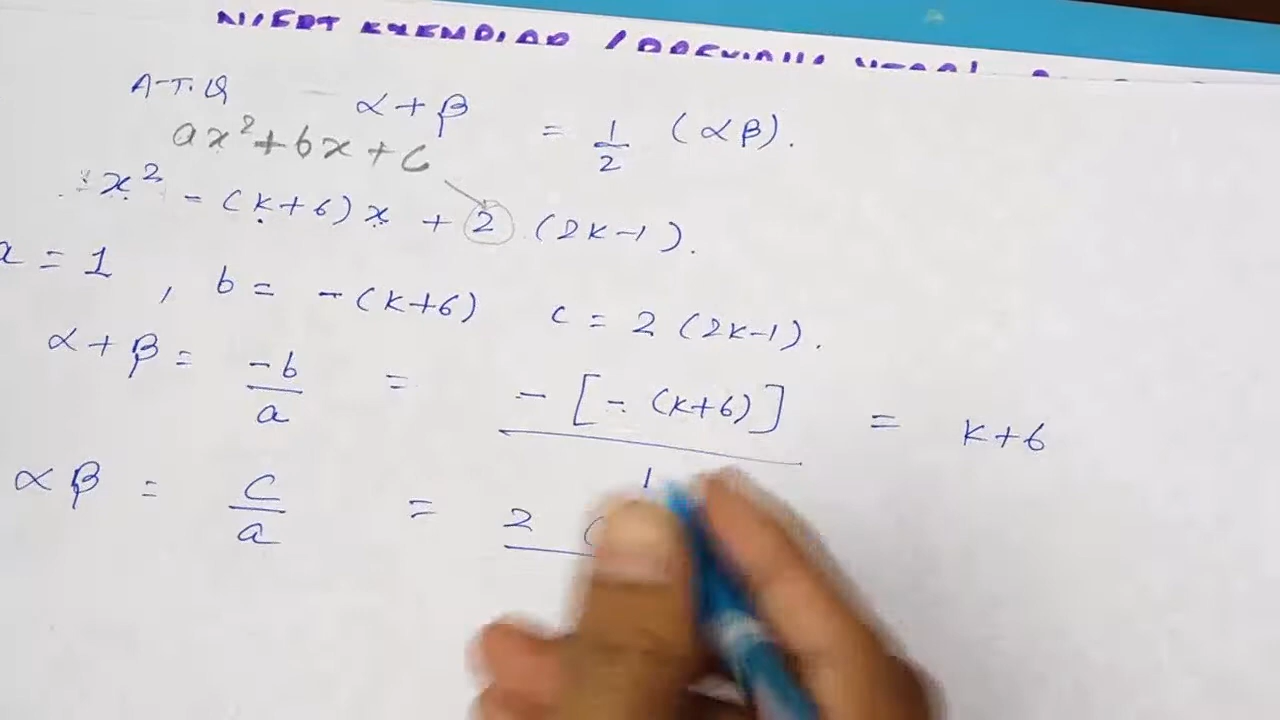 A-T.Q α+β = 1/2 (αβ).
ax²+bx+c
x² - (k+6)x + 2 (2k-1).
a = 1, b = -(k+6) c = 2 (2k-1).
α+β = -b/a = -[-(k+6)]/1 = k+6
αβ = c/a = 2 (